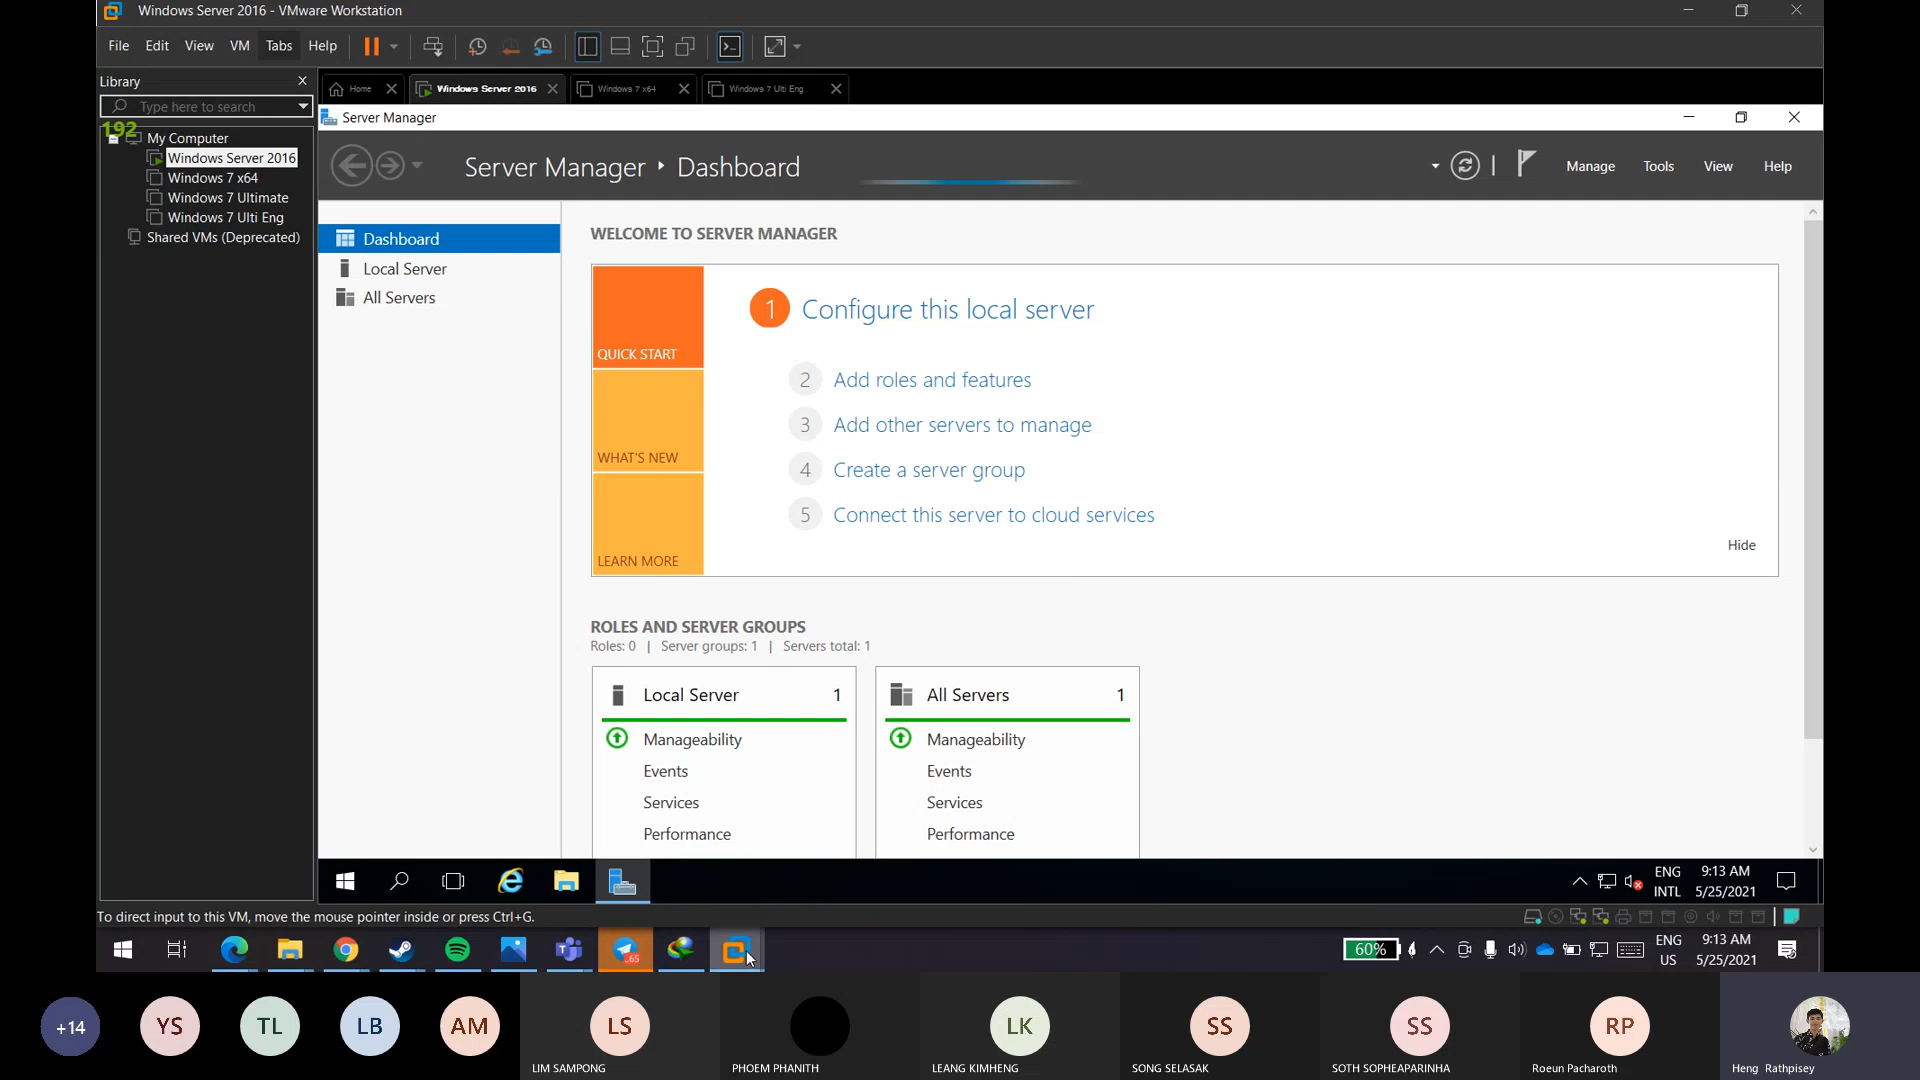 Windows Server 2016 - VMware Workstation
File Edit View VM Tabs Help
Library
Type here to search
192
My Computer
Windows Server 2016
Windows 7 x64
Windows 7 Ultimate
Windows 7 Ulti Eng
Shared VMs (Deprecated)
Home Windows Server 2016 Windows 7 x64 Windows 7 Ulti Eng
Server Manager
Server Manager Dashboard
Manage Tools View Help
Dashboard
Local Server
All Servers
WELCOME TO SERVER MANAGER
QUICK START
WHAT'S NEW
LEARN MORE
1 Configure this local server
2 Add roles and features
3 Add other servers to manage
4 Create a server group
5 Connect this server to cloud services
Hide
ROLES AND SERVER GROUPS
Roles: 0 | Server groups: 1 | Servers total: 1
Local Server 1
Manageability
Events
Services
Performance
All Servers 1
Manageability
Events
Services
Performance
ENG
INTL
9:13 AM
5/25/2021
To direct input to this VM, move the mouse pointer inside or press Ctrl+G.
65
60%
ENG
US
9:13 AM
5/25/2021
+14
YS
TL
LB
AM
LS
LIM SAMPONG
PHOEM PHANITH
LK
LEANG KIMHENG
SS
SONG SELASAK
SS
SOTH SOPHEAPARINHA
RP
Roeun Pacharoth
Heng Rathpisey